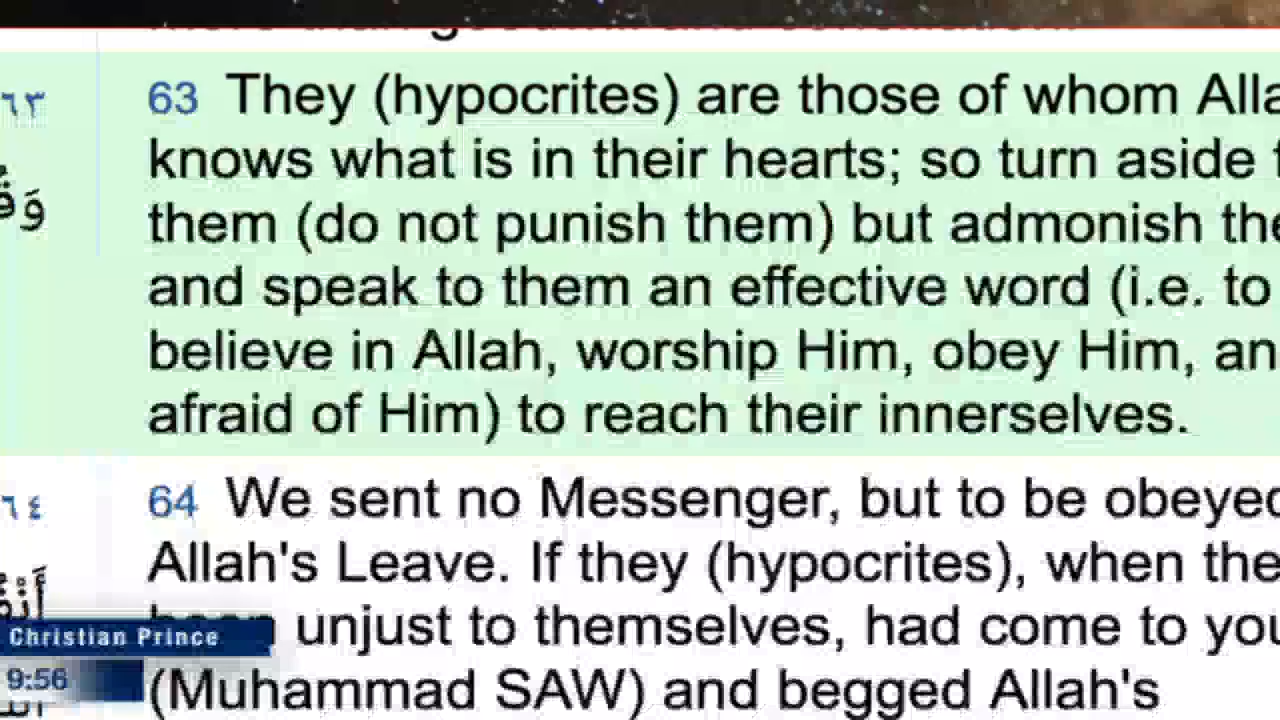 ٦٣
63 They (hypocrites) are those of whom Alla
knows what is in their hearts; so turn aside f
them (do not punish them) but admonish the
and speak to them an effective word (i.e. to
believe in Allah, worship Him, obey Him, an
afraid of Him) to reach their innerselves.
٦٤
64 We sent no Messenger, but to be obeyed
Allah's Leave. If they (hypocrites), when the
unjust to themselves, had come to you
(Muhammad SAW) and begged Allah's
Christian Prince
9:56